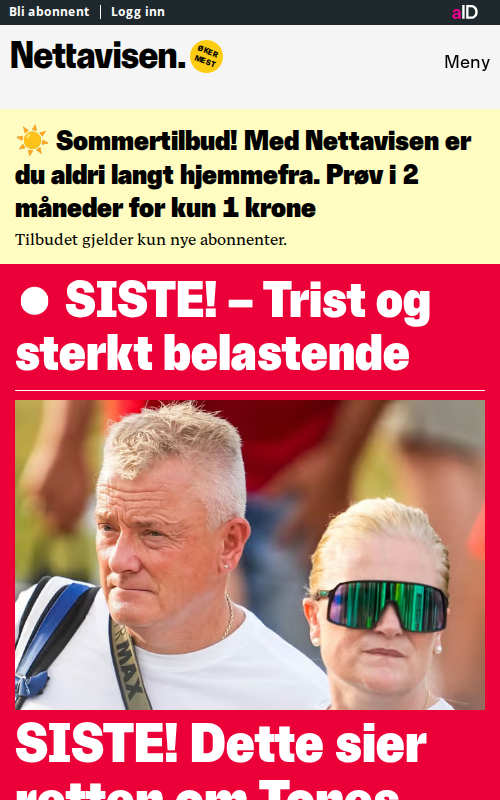 Bli abonnent Logg inn aID
Nettavisen. ØKER
MEST
Meny
Sommertilbud! Med Nettavisen er
du aldri langt hjemmefra. Prøv i 2
måneder for kun 1 krone
Tilbudet gjelder kun nye abonnenter.
SISTE! – Trist og
sterkt belastende
MAX
SISTE! Dette sier